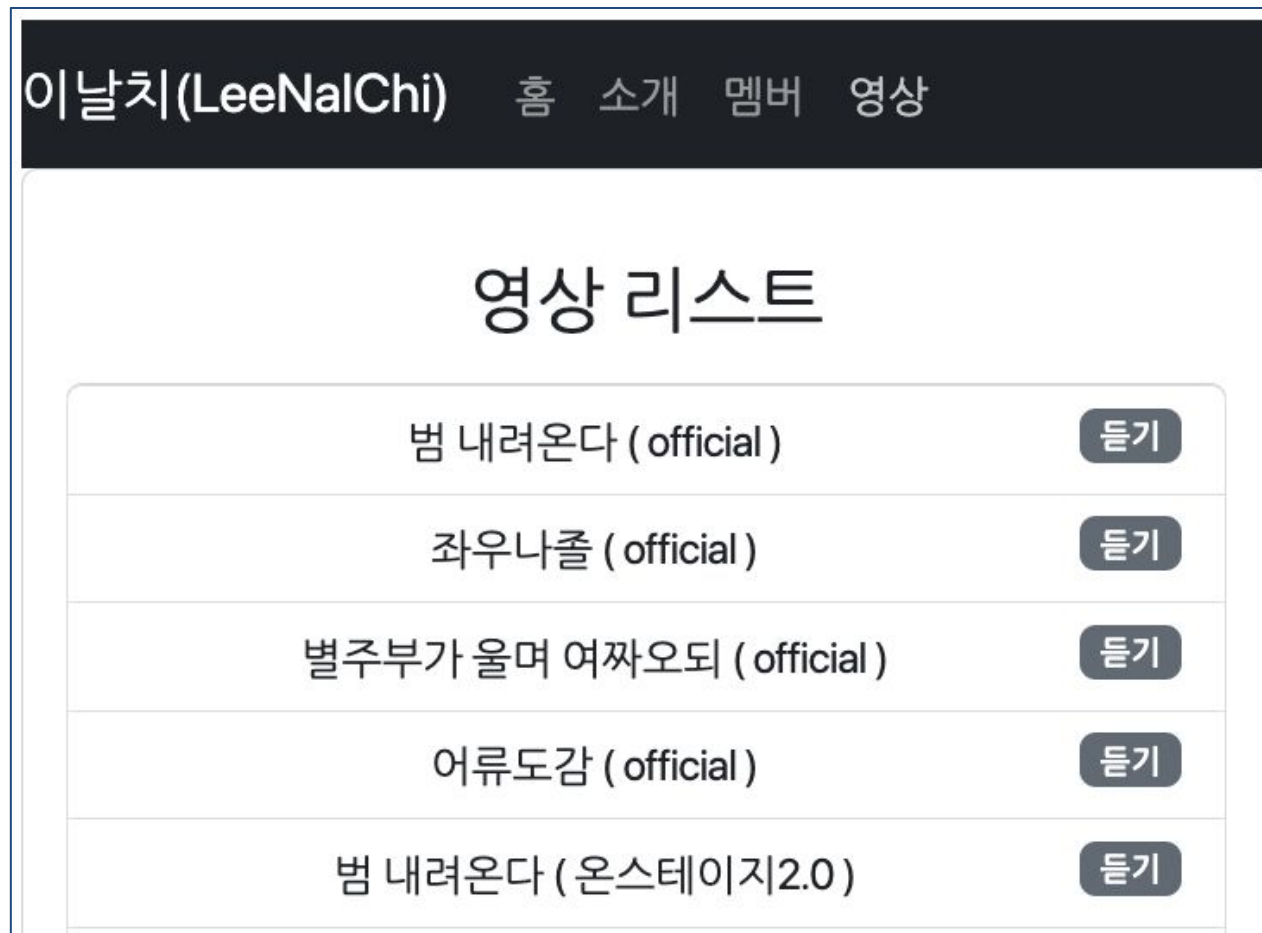 이날치(LeeNalChi) 홈 소개 멤버 영상
영상 리스트
범 내려온다 ( official ) 듣기
좌우나졸 ( official ) 듣기
별주부가 울며 여짜오되 ( official ) 듣기
어류도감 ( official ) 듣기
범 내려온다 ( 온스테이지2.0 ) 듣기